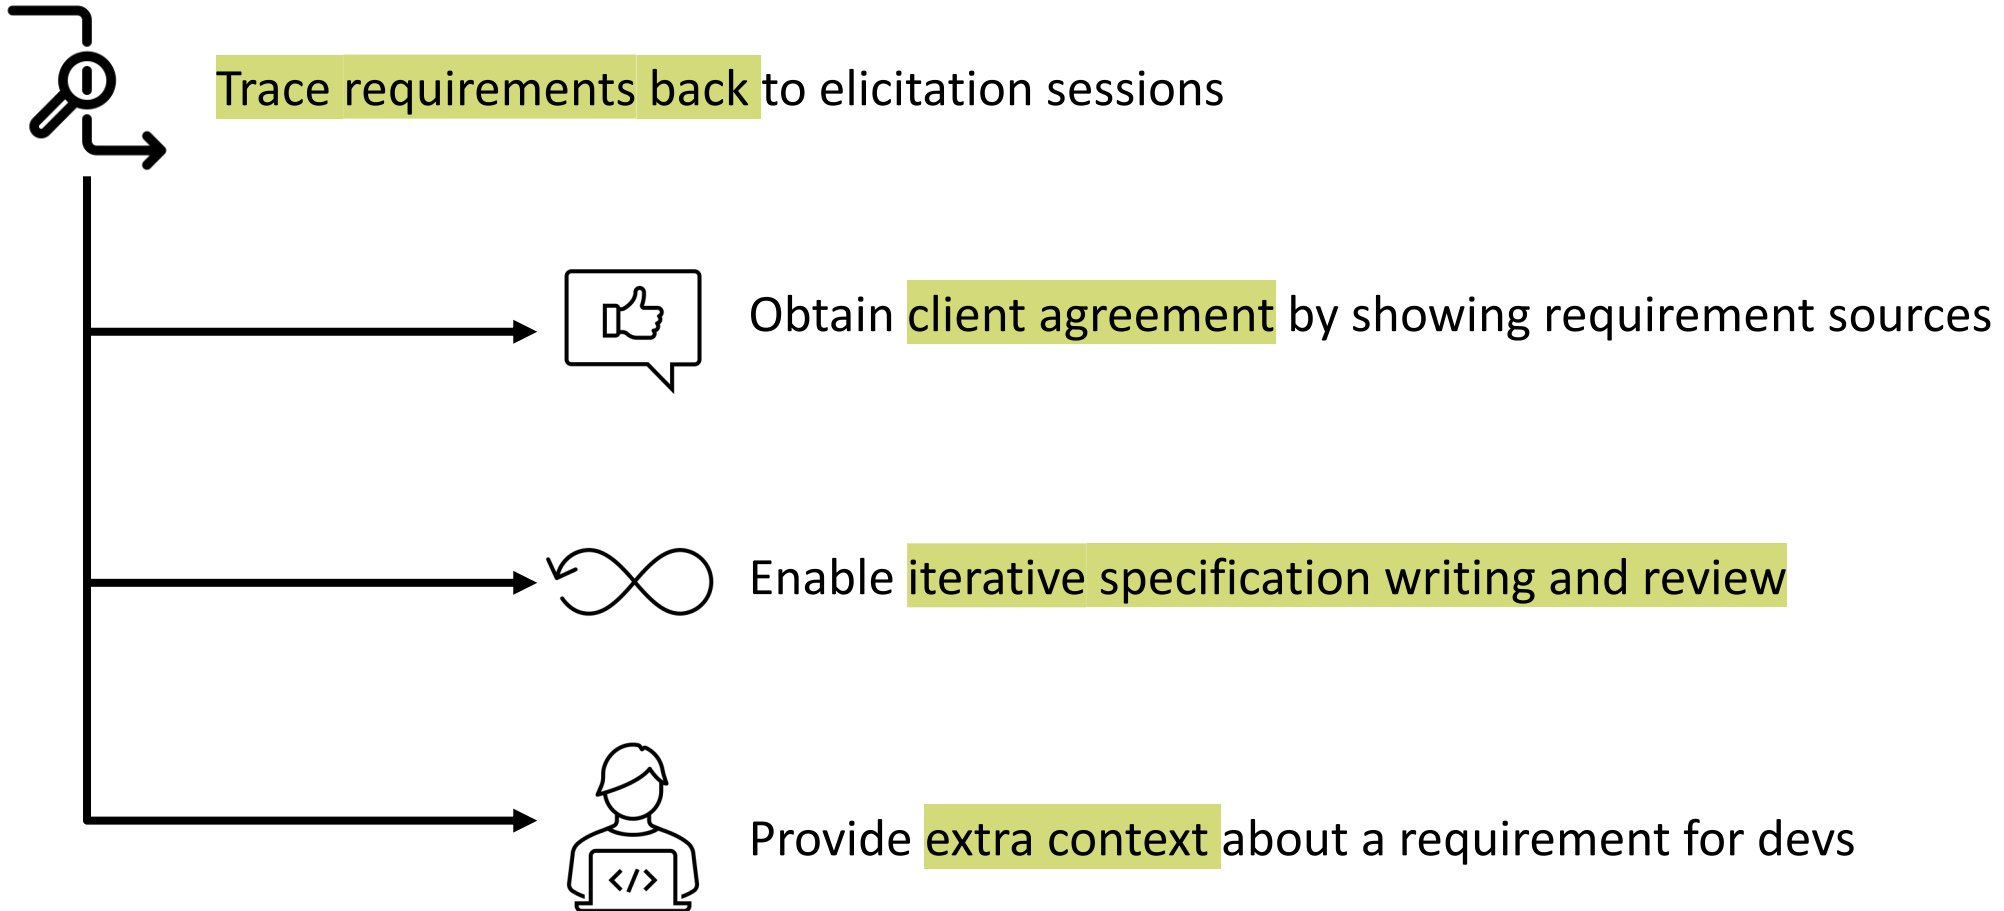 Trace requirements back to elicitation sessions
Obtain client agreement by showing requirement sources
Enable iterative specification writing and review
Provide extra context about a requirement for devs
</>